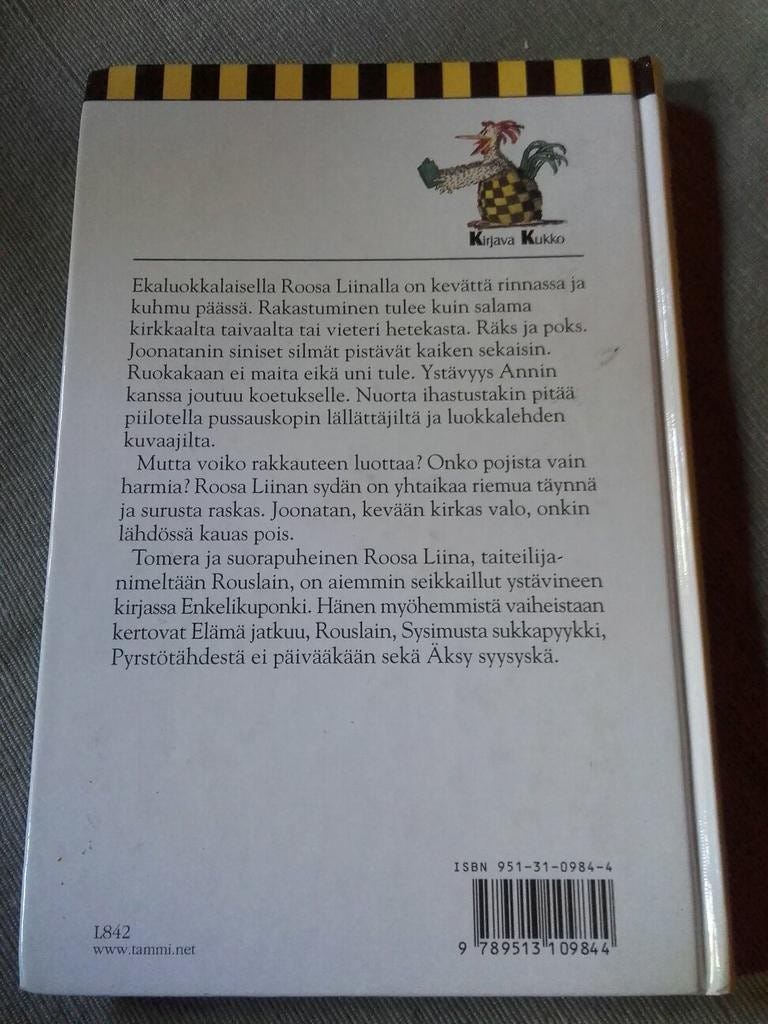 Kirjava Kukko
Ekaluokkalaisella Roosa Liinalla on kevättä rinnassa ja
kuhmu päässä. Rakastuminen tulee kuin salama
kirkkaalta taivaalta tai vieteri hetekasta. Räks ja poks.
Joonatanin siniset silmät pistävät kaiken sekaisin.
Ruokakaan ei maita eikä uni tule. Ystävyys Annin
kanssa joutuu koetukselle. Nuorta ihastustakin pitää
piilotella pussauskopin lällättäjiltä ja luokkalehden
kuvaajilta.
Mutta voiko rakkauteen luottaa? Onko pojista vain
harmia? Roosa Liinan sydän on yhtaikaa riemua täynnä
ja surusta raskas. Joonatan, kevään kirkas valo, onkin
lähdössä kauas pois.
Tomera ja suorapuheinen Roosa Liina, taiteilija-
nimeltään Rouslain, on aiemmin seikkaillut ystävineen
kirjassa Enkelikuponki. Hänen myöhemmistä vaiheistaan
kertovat Elämä jatkuu, Rouslain, Sysimusta sukkapyykki,
Pyrstötähdestä ei päivääkään sekä Äksy syysyskä.
ISBN 951-31-0984-4
9 789513 109844
L842
www.tammi.net